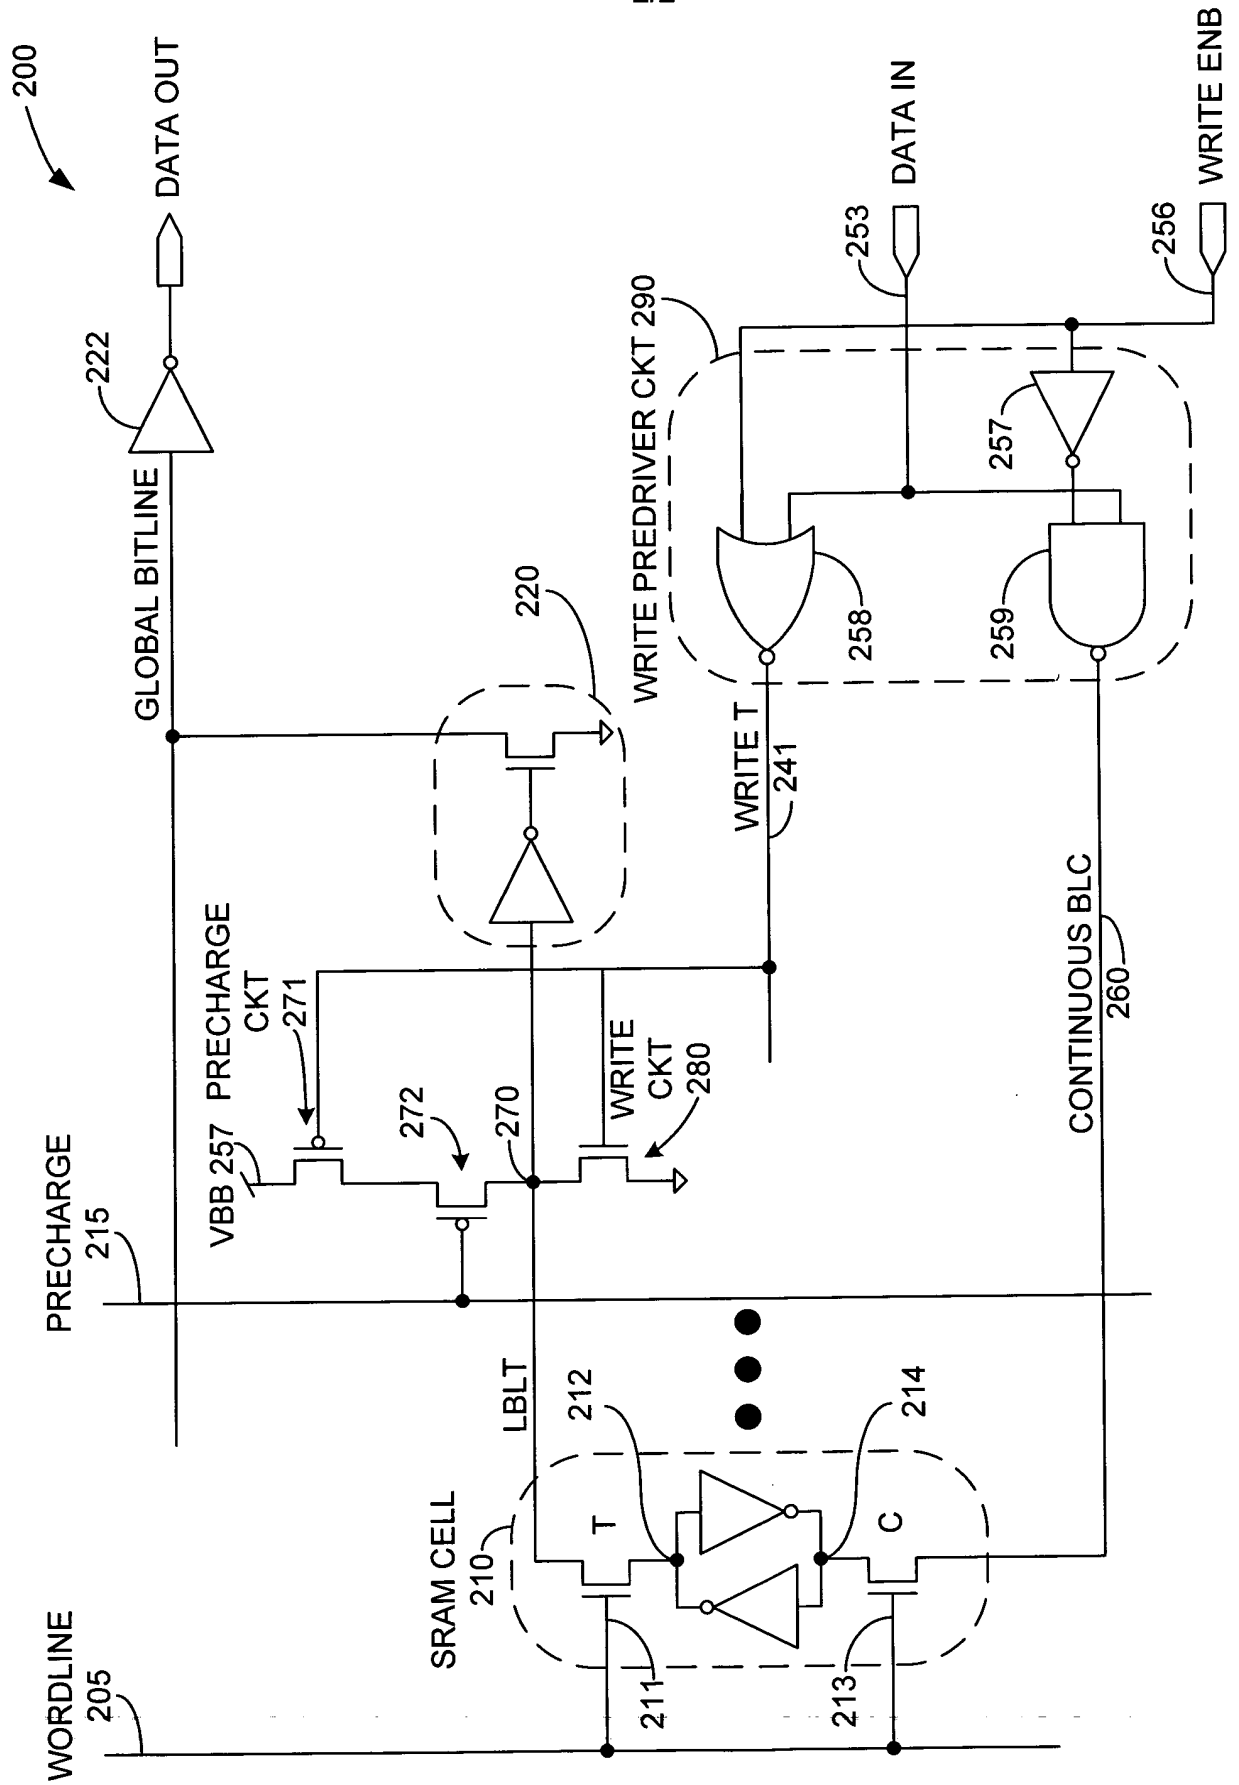 200
DATA OUT
222
GLOBAL BITLINE
220
PRECHARGE
CKT
271
VBB 257
272
270
WRITE
CKT
280
PRECHARGE
215
LBLT
WRITE PREDRIVER CKT 290
253
DATA IN
256
WRITE ENB
257
258
259
WRITE T
241
CONTINUOUS BLC
260
SRAM CELL
210
T
212
214
C
211
213
WORDLINE
205